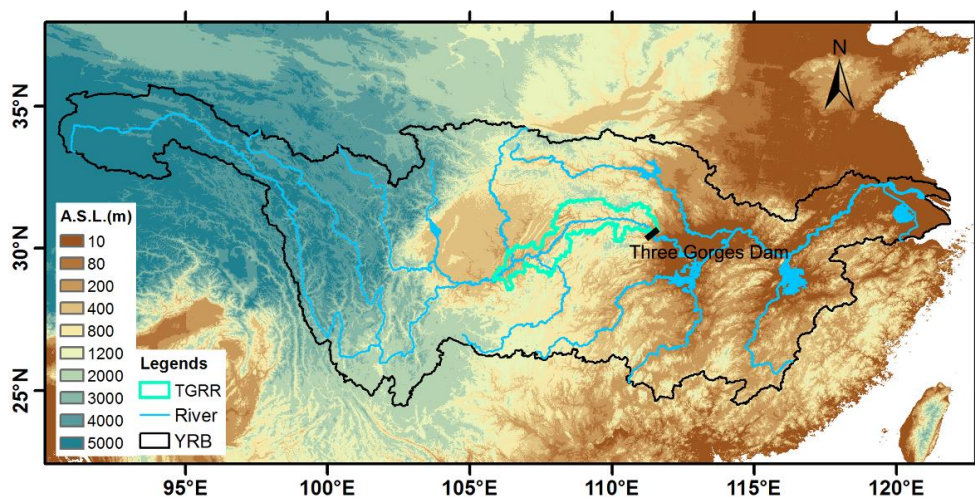 N
35°N
30°N
25°N
A.S.L.(m)
10
80
200
400
800
1200
2000
3000
4000
5000
Legends
TGRR
River
YRB
Three Gorges Dam
95°E
100°E
105°E
110°E
115°E
120°E